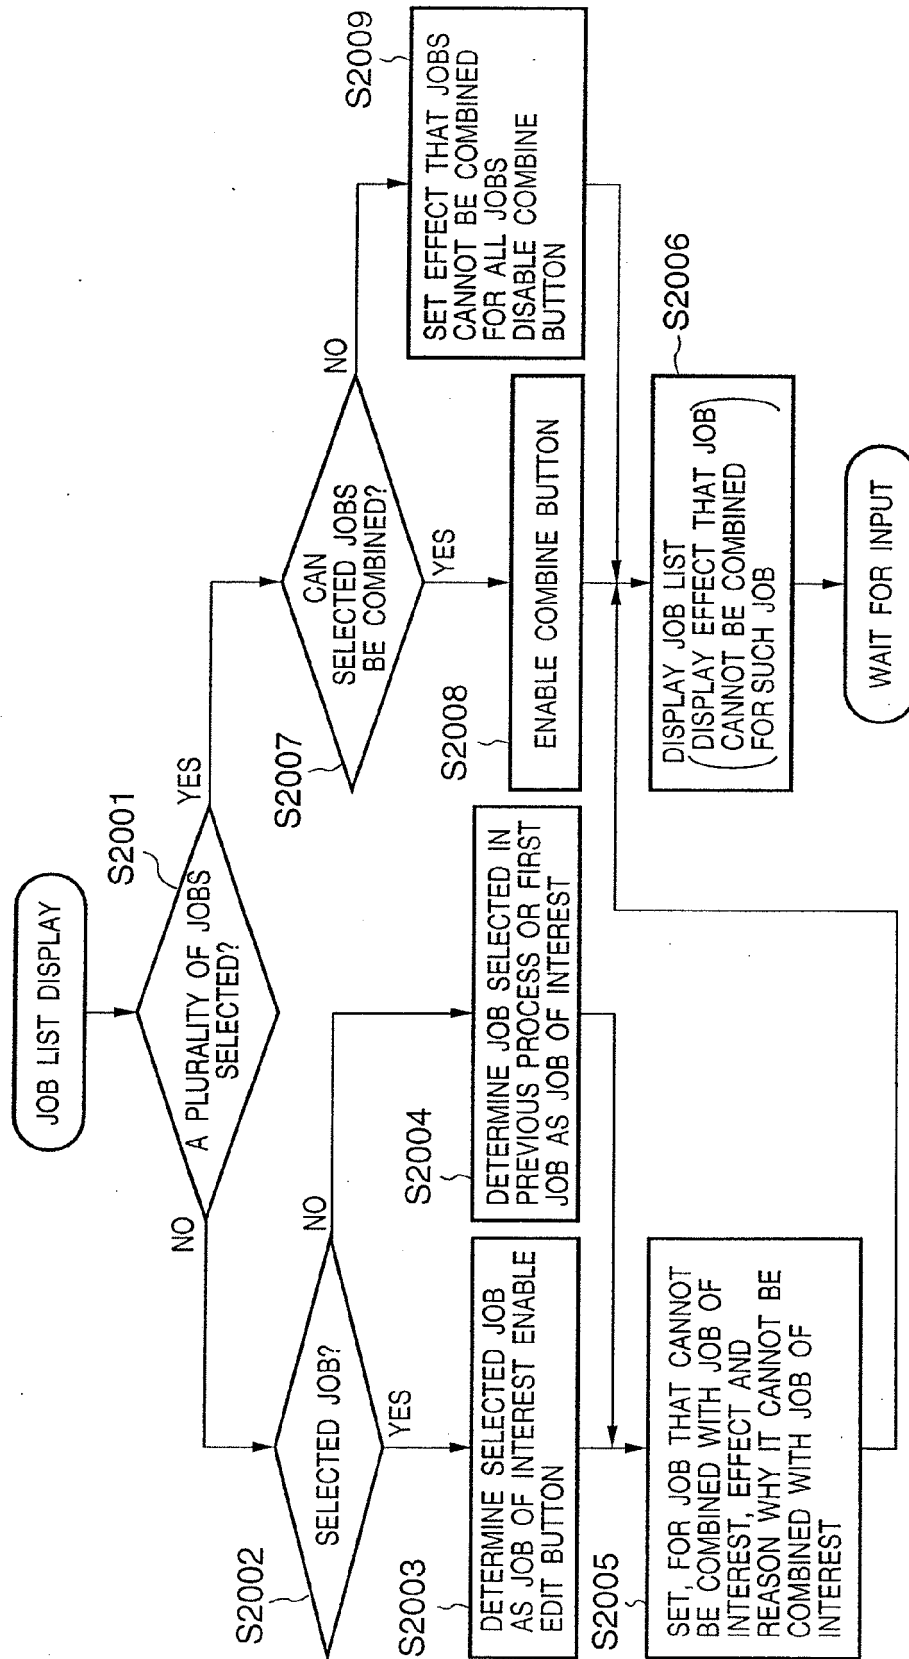 JOB LIST DISPLAY
S2001
A PLURALITY OF JOBS
SELECTED?
NO
YES
S2002
SELECTED JOB?
NO
YES
S2007
CAN
SELECTED JOBS
BE COMBINED?
NO
YES
S2003
DETERMINE SELECTED JOB
AS JOB OF INTEREST ENABLE
EDIT BUTTON
S2004
DETERMINE JOB SELECTED IN
PREVIOUS PROCESS OR FIRST
JOB AS JOB OF INTEREST
S2008
ENABLE COMBINE BUTTON
S2009
SET EFFECT THAT JOBS
CANNOT BE COMBINED
FOR ALL JOBS
DISABLE COMBINE
BUTTON
S2005
SET, FOR JOB THAT CANNOT
BE COMBINED WITH JOB OF
INTEREST, EFFECT AND
REASON WHY IT CANNOT BE
COMBINED WITH JOB OF
INTEREST
S2006
DISPLAY JOB LIST
(DISPLAY EFFECT THAT JOB
CANNOT BE COMBINED
FOR SUCH JOB)
WAIT FOR INPUT